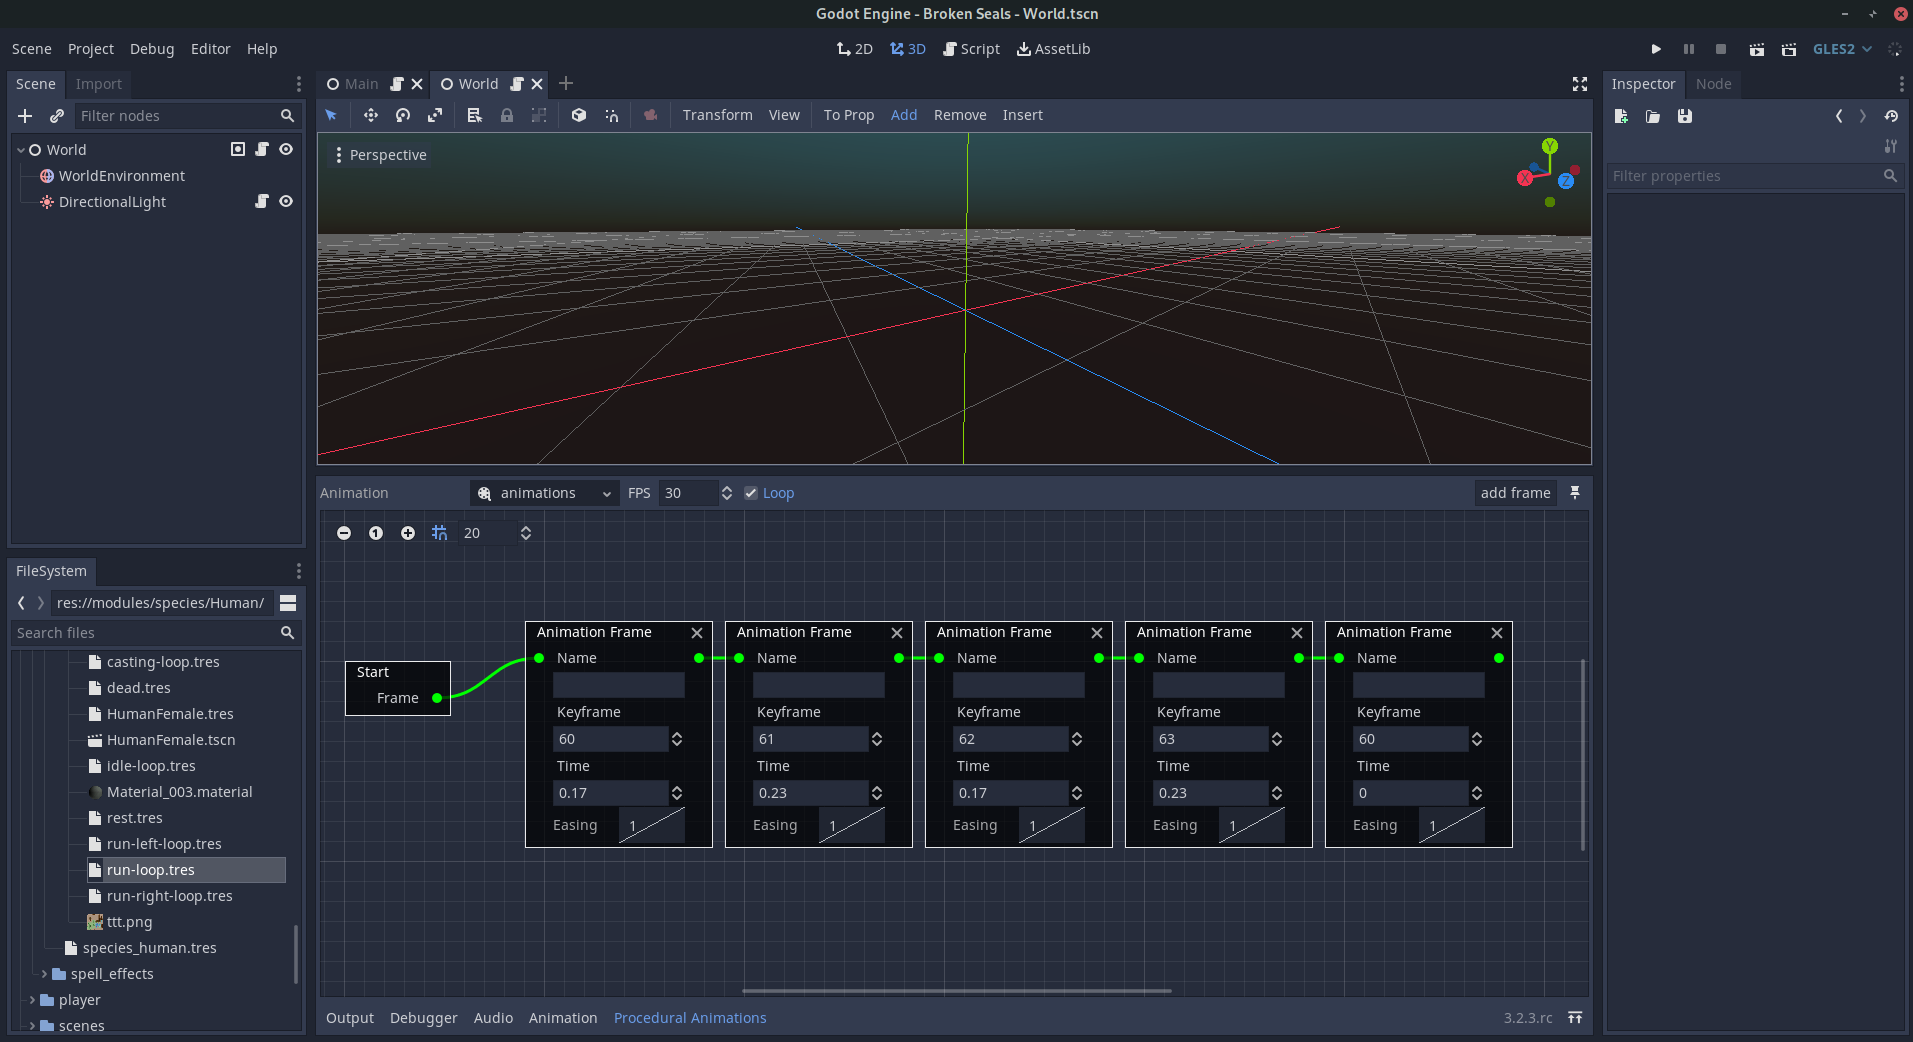 Godot Engine - Broken Seals - World.tscn
Scene Project Debug Editor Help
2D 3D Script AssetLib
GLES2
Scene Import
Filter nodes
World
WorldEnvironment
DirectionalLight
FileSystem
res://modules/species/Human/
Search files
casting-loop.tres
dead.tres
HumanFemale.tres
HumanFemale.tscn
idle-loop.tres
Material_003.material
rest.tres
run-left-loop.tres
run-loop.tres
run-right-loop.tres
ttt.png
species_human.tres
spell_effects
player
scenes
Main World
Transform View To Prop Add Remove Insert
Perspective
Y
X
Z
Animation animations FPS 30 Loop add frame
1 20
Start
Frame
Animation Frame
Name
Keyframe
60
Time
0.17
Easing 1
Animation Frame
Name
Keyframe
61
Time
0.23
Easing 1
Animation Frame
Name
Keyframe
62
Time
0.17
Easing 1
Animation Frame
Name
Keyframe
63
Time
0.23
Easing 1
Animation Frame
Name
Keyframe
60
Time
0
Easing 1
Output Debugger Audio Animation Procedural Animations 3.2.3.rc
Inspector Node
Filter properties